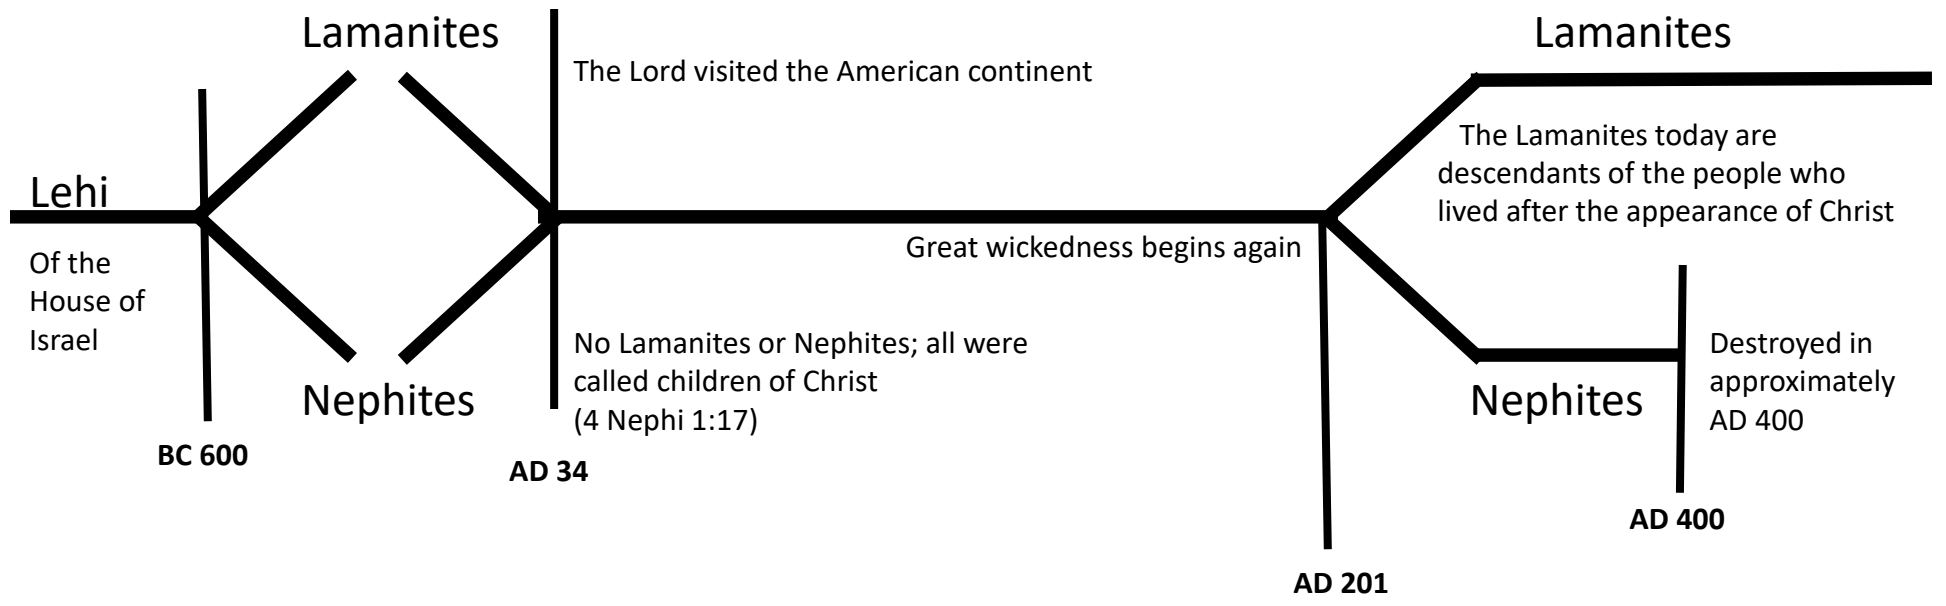 Lehi
Of the
House of
Israel
BC 600
Lamanites
Nephites
The Lord visited the American continent
No Lamanites or Nephites; all were
called children of Christ
(4 Nephi 1:17)
AD 34
Great wickedness begins again
AD 201
Lamanites
The Lamanites today are
descendants of the people who
lived after the appearance of Christ
Nephites
Destroyed in
approximately
AD 400
AD 400